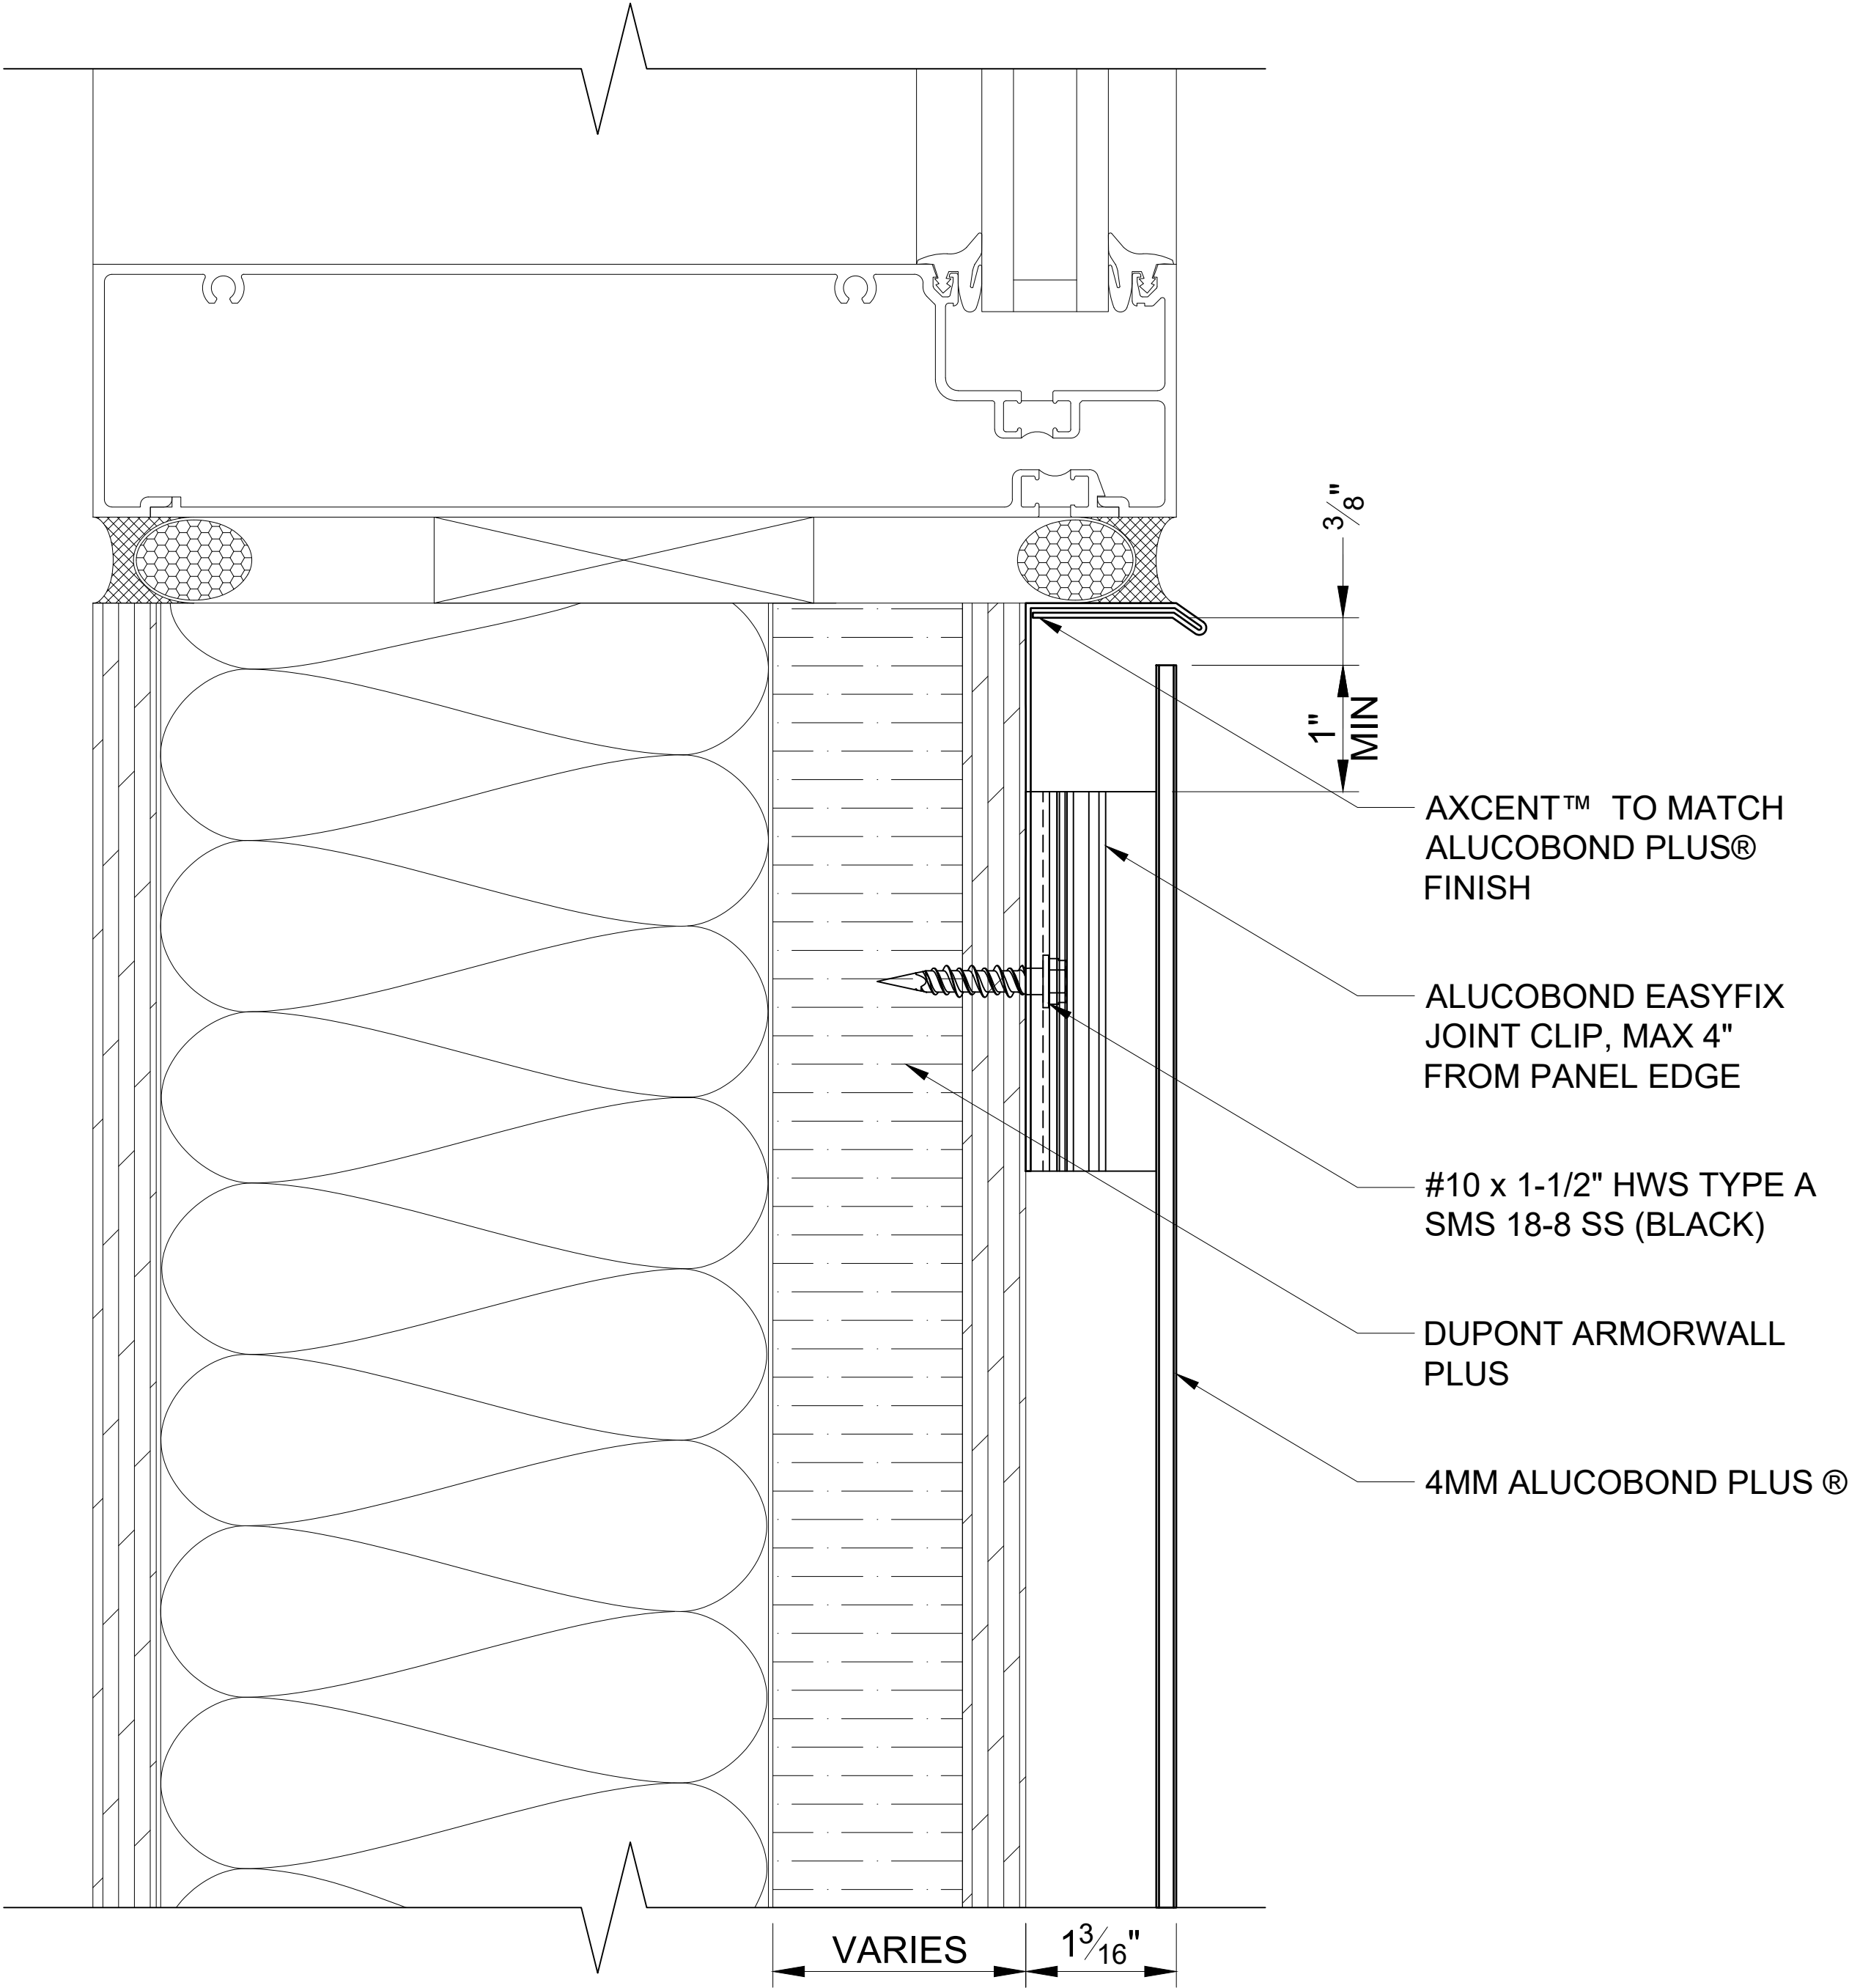 3/8"
1"
MIN
AXCENT™ TO MATCH
ALUCOBOND PLUS®
FINISH
ALUCOBOND EASYFIX
JOINT CLIP, MAX 4"
FROM PANEL EDGE
#10 x 1-1/2" HWS TYPE A
SMS 18-8 SS (BLACK)
DUPONT ARMORWALL
PLUS
4MM ALUCOBOND PLUS ®
VARIES
1 3/16"